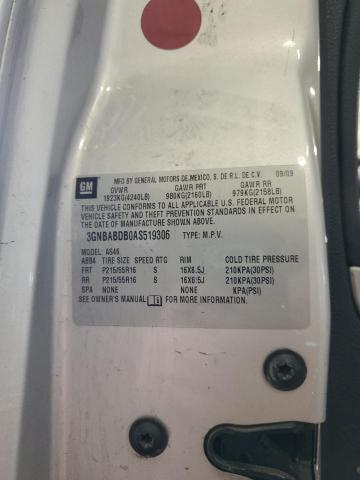 GM
MFD BY GENERAL MOTORS DE MEXICO, S. DE R.L. DE C.V. 09/09
GVWR GAWR FRT GAWR RR
1923KG(4240LB) 980KG(2160LB) 979KG(2158LB)
THIS VEHICLE CONFORMS TO ALL APPLICABLE U.S. FEDERAL MOTOR
VEHICLE SAFETY, BUMPER, AND THEFT
PREVENTION STANDARDS IN EFFECT ON THE
DATE OF MANUFACTURE SHOWN ABOVE.
3GNBABDB0AS519306 TYPE: M.P.V.
MODEL: AS46
TIRE SIZE SPEED RTG RIM COLD TIRE PRESSURE
FRT P215/55R16 S 16X6.5J 210KPA(30PSI)
RR P215/55R16 S 16X6.5J 210KPA(30PSI)
SPA NONE NONE KPA(PSI)
SEE OWNER'S MANUAL FOR MORE INFORMATION.